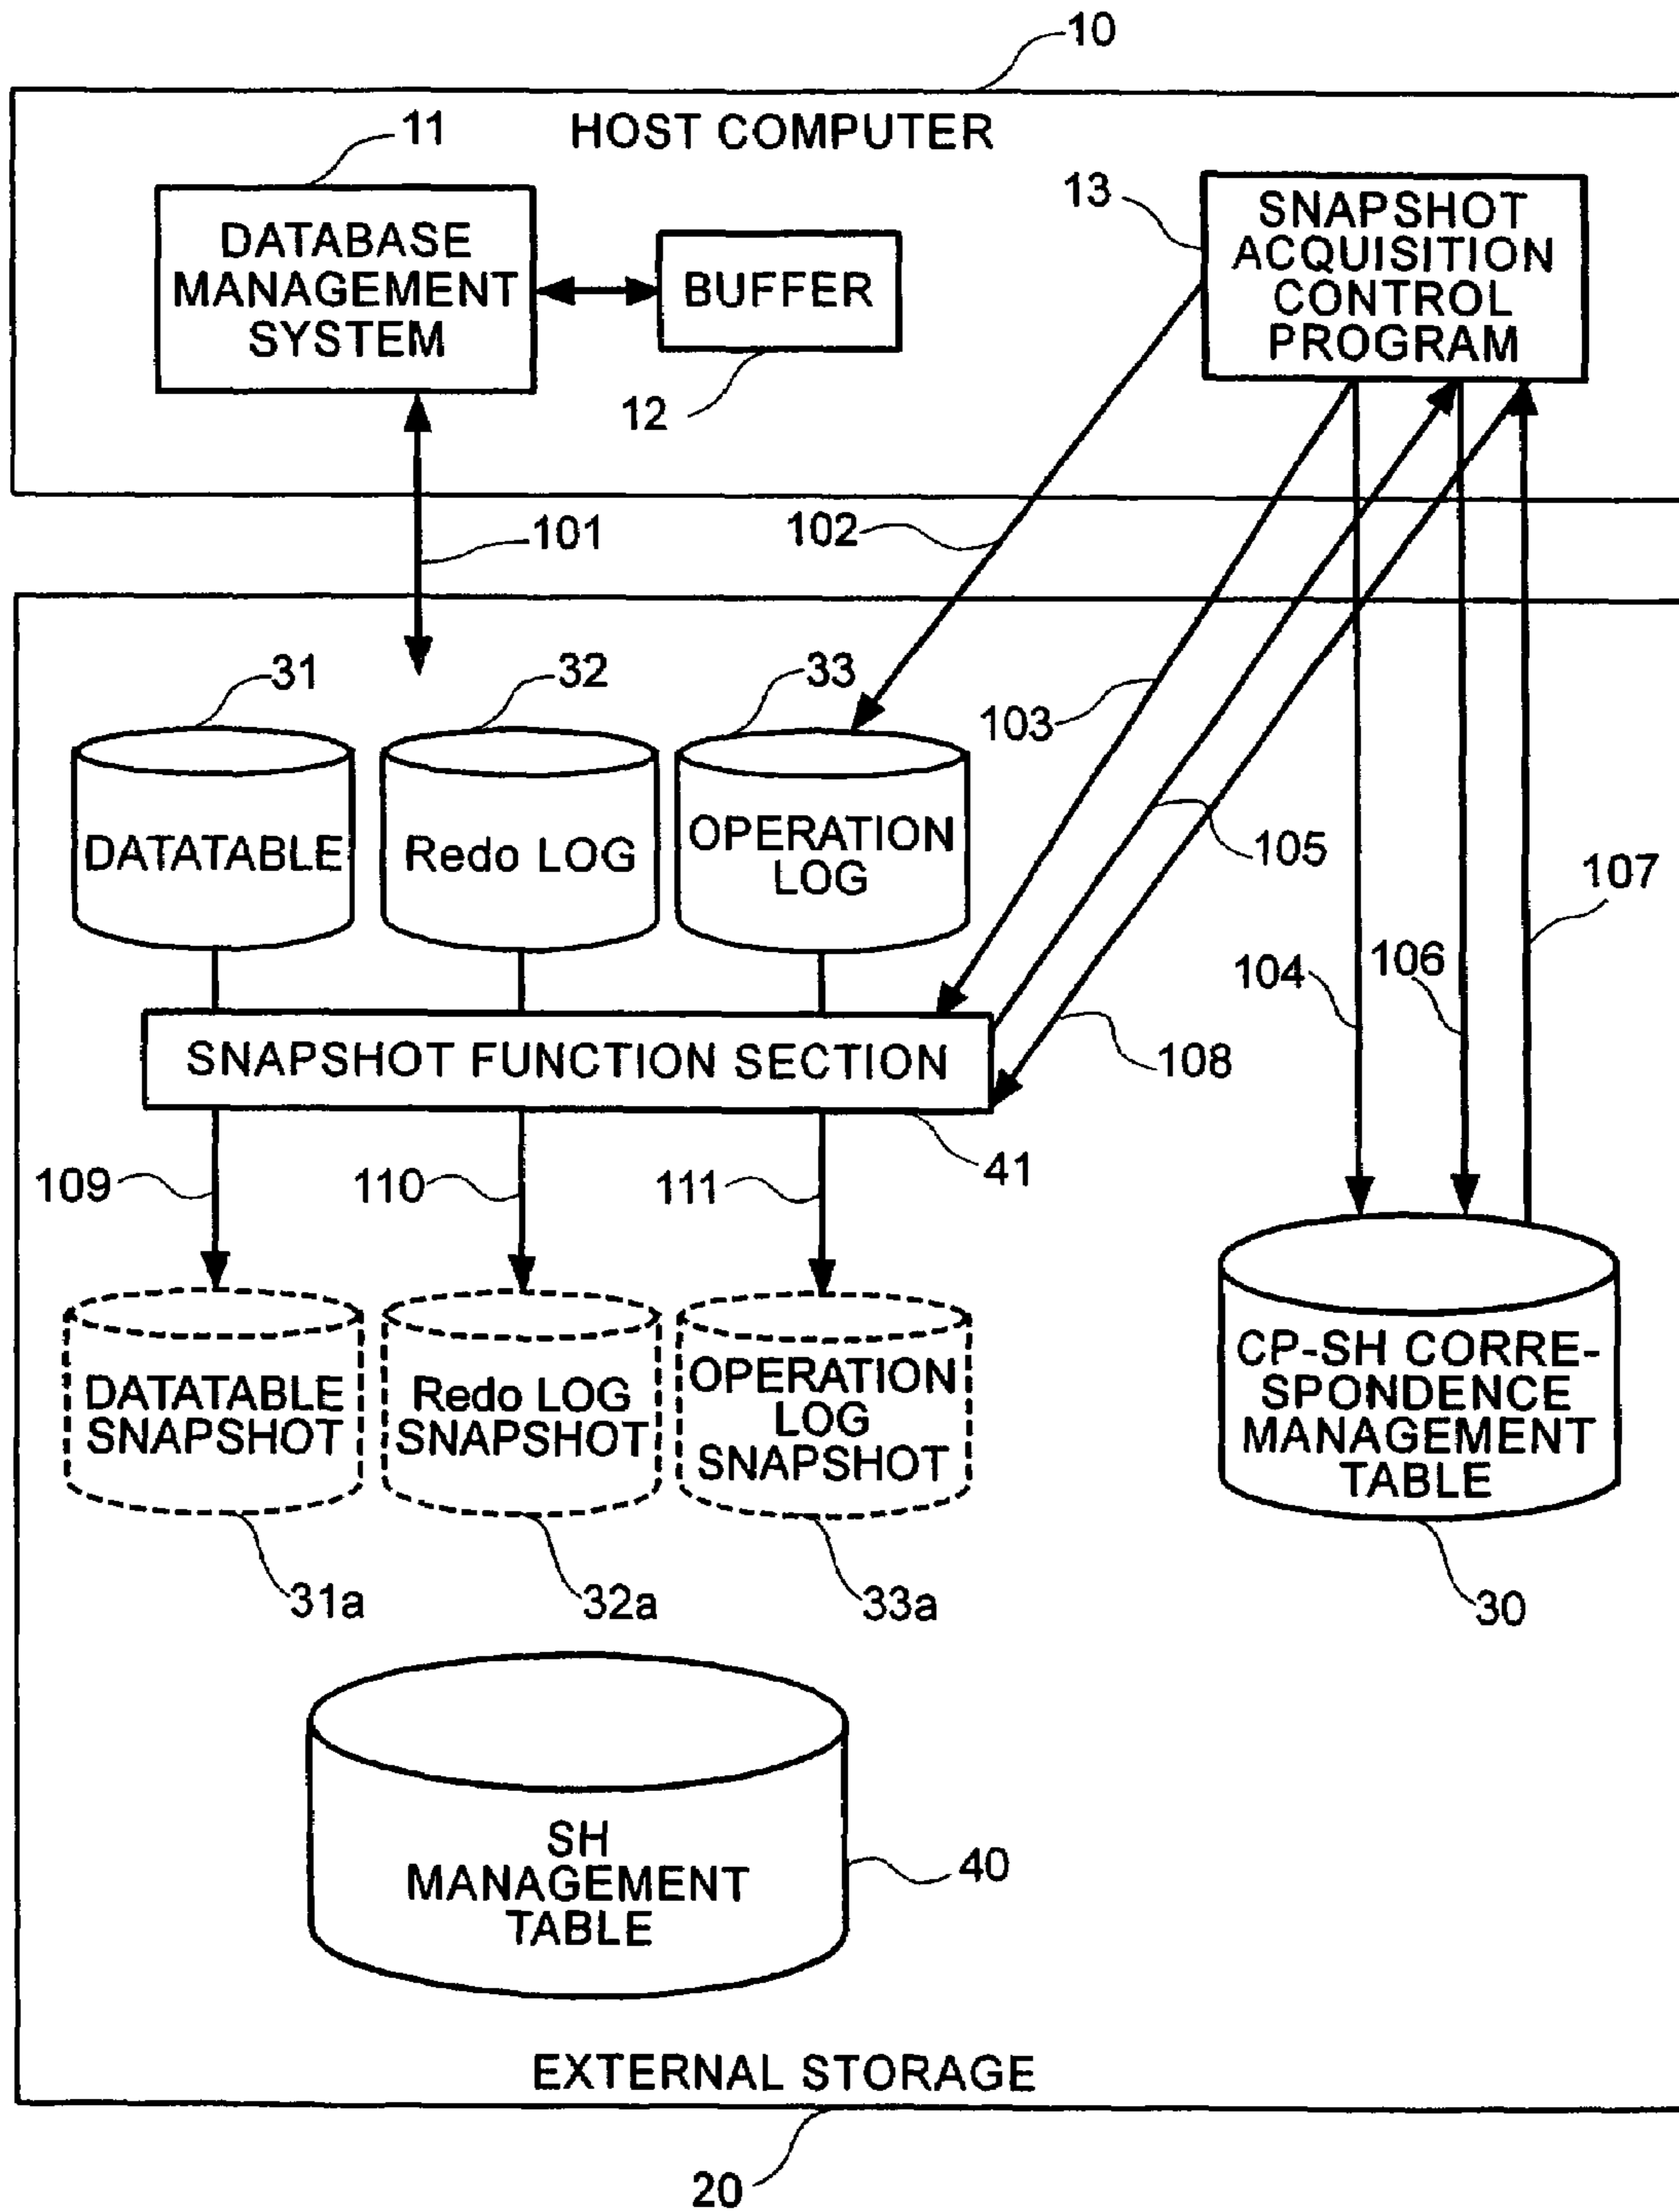 10
HOST COMPUTER
11
DATABASE
MANAGEMENT
SYSTEM
BUFFER
12
13
SNAPSHOT
ACQUISITION
CONTROL
PROGRAM
101
102
31
32
33
103
DATATABLE
Redo LOG
OPERATION
LOG
105
107
104
106
SNAPSHOT FUNCTION SECTION
108
109
110
111
41
DATATABLE
SNAPSHOT
Redo LOG
SNAPSHOT
OPERATION
LOG
SNAPSHOT
CP-SH CORRE-
SPONDENCE
MANAGEMENT
TABLE
31a
32a
33a
30
SH
MANAGEMENT
TABLE
40
EXTERNAL STORAGE
20